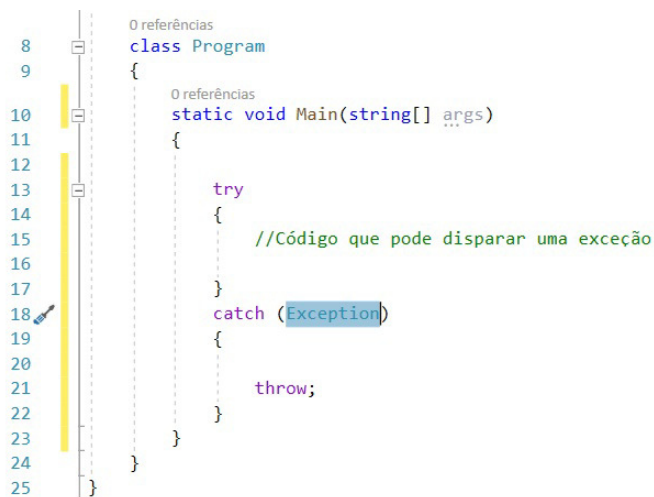 0 referências
8 class Program
9 {
0 referências
10 static void Main(string[] args)
11 {
12
13 try
14 {
15 //Código que pode disparar uma exceção
16
17 }
18 catch (Exception)
19 {
20
21 throw;
22 }
23 }
24 }
25 }